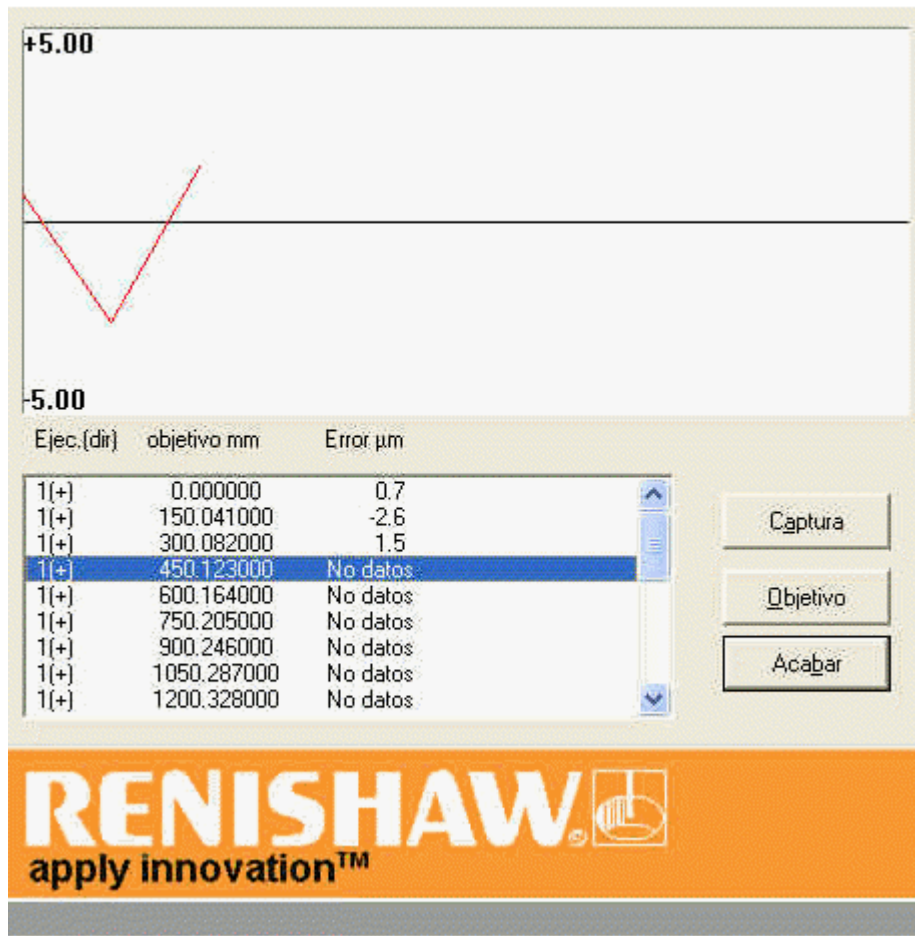 +5.00
-5.00
Ejec.(dir) objetivo mm Error µm
1(+) 0.000000 0.7
1(+) 150.041000 -2.6
1(+) 300.082000 1.5
1(+) 450.123000 No datos
1(+) 600.164000 No datos
1(+) 750.205000 No datos
1(+) 900.246000 No datos
1(+) 1050.287000 No datos
1(+) 1200.328000 No datos
Captura
Objetivo
Acabar
RENISHAW.®
apply innovation™